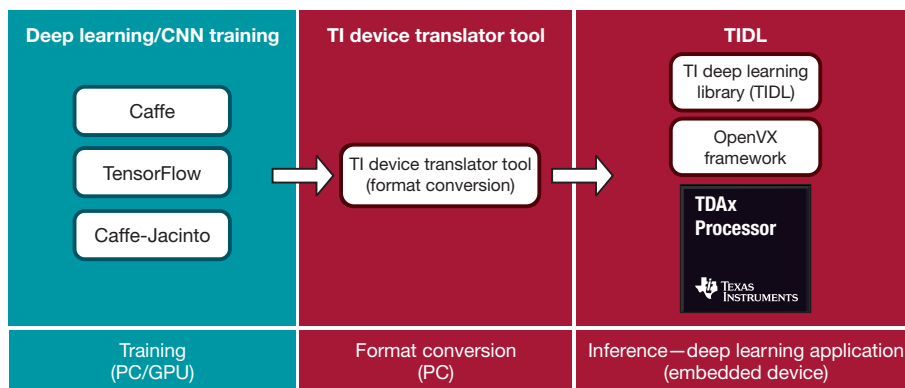 Deep learning/CNN training
Caffe
TensorFlow
Caffe-Jacinto
Training
(PC/GPU)
TI device translator tool
TI device translator tool
(format conversion)
Format conversion
(PC)
TIDL
TI deep learning
library (TIDL)
OpenVX
framework
TDAx
Processor
TEXAS
INSTRUMENTS
Inference—deep learning application
(embedded device)